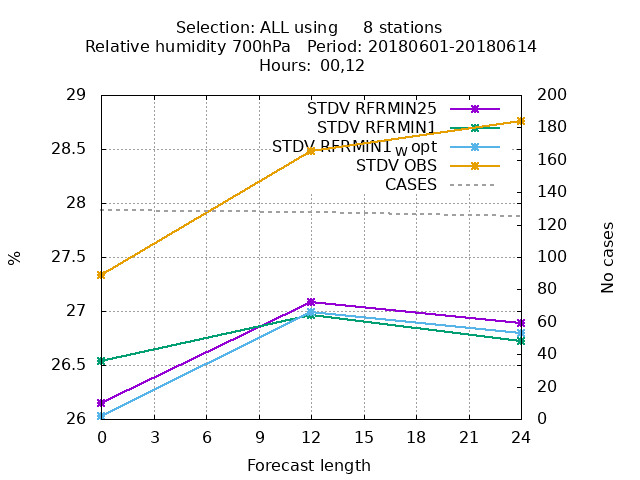 Selection: ALL using 8 stations
Relative humidity 700hPa Period: 20180601-20180614
Hours: 00,12
29
28.5
28
27.5
27
26.5
26
200
180
160
140
120
100
80
60
40
20
0
STDV RFRMIN25
STDV RFRMIN1
STDV RFRMIN1wopt
STDV OBS
CASES
%
No cases
0 3 6 9 12 15 18 21 24
Forecast length